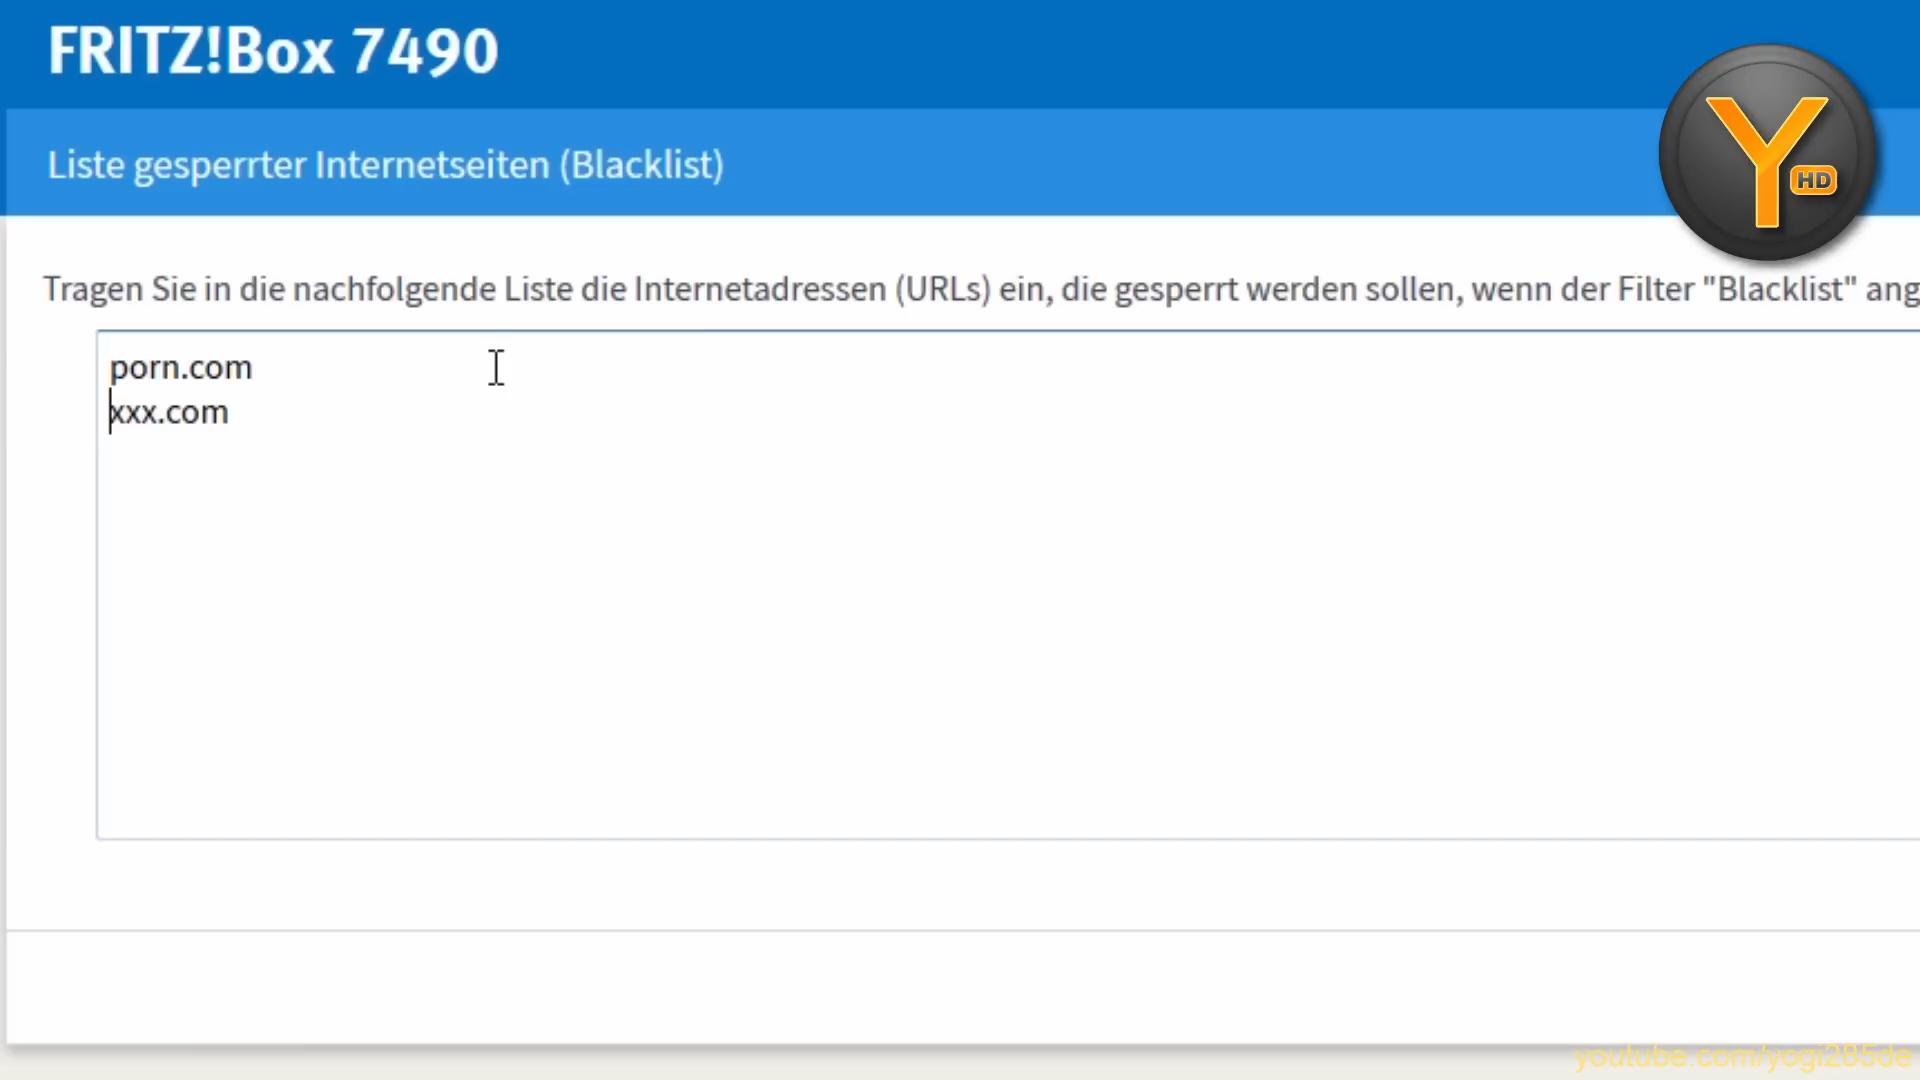 FRITZ!Box 7490
Liste gesperrter Internetseiten (Blacklist)
Y HD
Tragen Sie in die nachfolgende Liste die Internetadressen (URLs) ein, die gesperrt werden sollen, wenn der Filter "Blacklist" ang
porn.com
xxx.com
youtube.com/yogi285de